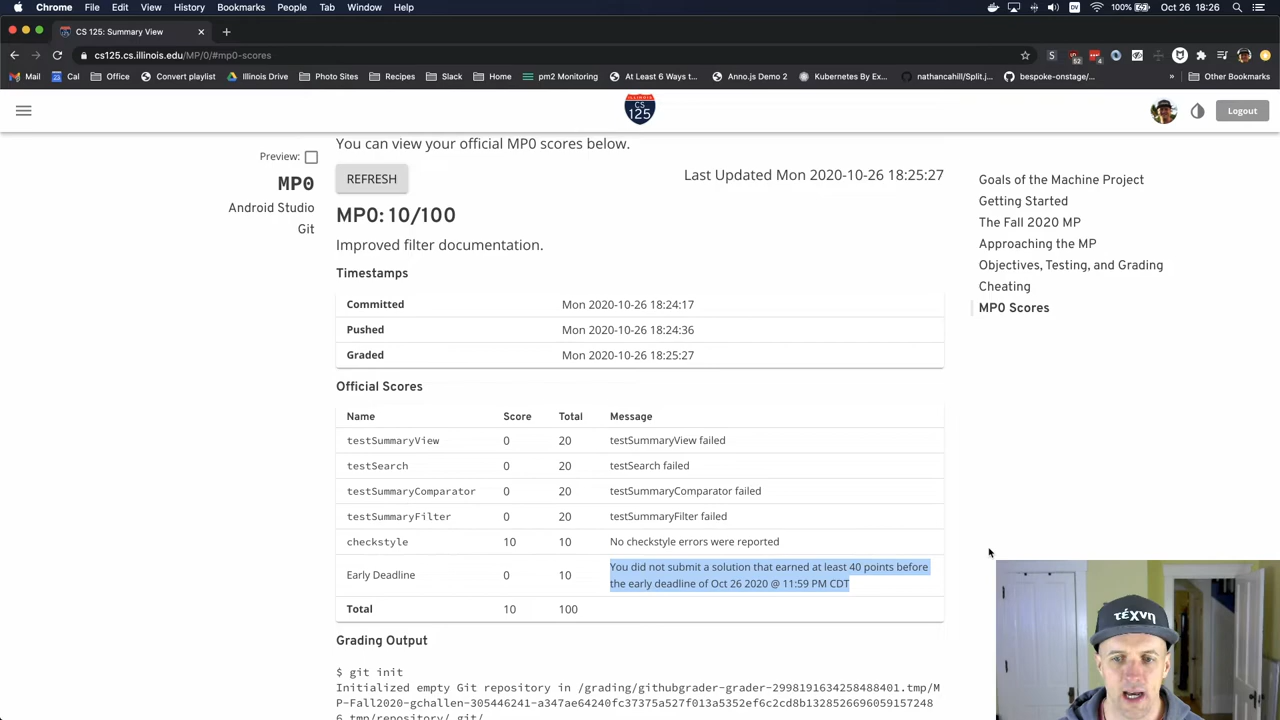 Chrome File Edit View History Bookmarks People Tab Window Help
DV 100% Oct 26 18:26
CS 125: Summary View
cs125.cs.illinois.edu/MP/0/#mp0-scores
Mail Cal Office Convert playlist Illinois Drive Photo Sites Recipes Home pm2 Monitoring At Least 6 Ways t... Anno.js Demo 2 Kubernetes By Ex... nathancahill/Split.j... bespoke-onstage/... » Other Bookmarks
ILLINOIS
CS
125
Logout
Preview:
MP0
Android Studio
Git
You can view your official MP0 scores below.
REFRESH
Last Updated Mon 2020-10-26 18:25:27
MP0: 10/100
Improved filter documentation.
Timestamps
Committed Mon 2020-10-26 18:24:17
Pushed Mon 2020-10-26 18:24:36
Graded Mon 2020-10-26 18:25:27
Official Scores
Name Score Total Message
testSummaryView 0 20 testSummaryView failed
testSearch 0 20 testSearch failed
testSummaryComparator 0 20 testSummaryComparator failed
testSummaryFilter 0 20 testSummaryFilter failed
checkstyle 10 10 No checkstyle errors were reported
Early Deadline 0 10 You did not submit a solution that earned at least 40 points before
the early deadline of Oct 26 2020 @ 11:59 PM CDT
Total 10 100
Grading Output
$ git init
Initialized empty Git repository in /grading/githubgrader-grader-2998191634258488401.tmp/M
P-Fall2020-gchallen-305446241-a347ae64240fc37375a527f013a5352ef6c2cd8b1328526696059157248
6.tmp/repository/.git/
Goals of the Machine Project
Getting Started
The Fall 2020 MP
Approaching the MP
Objectives, Testing, and Grading
Cheating
MP0 Scores
τέχνη